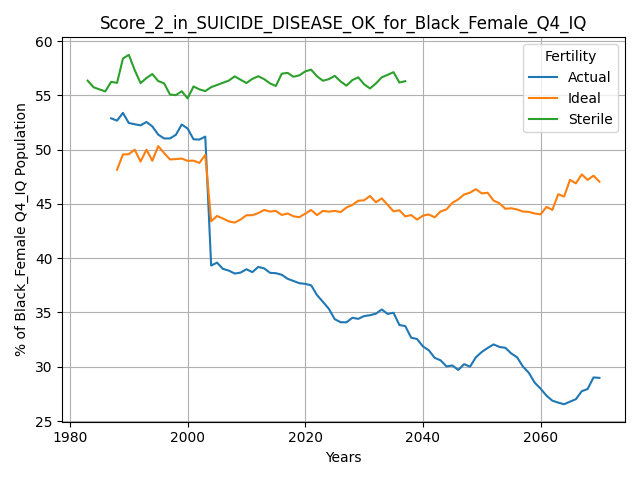 Score_2_in_SUICIDE_DISEASE_OK_for_Black_Female_Q4_IQ
% of Black_Female Q4_IQ Population
60
55
50
45
40
35
30
25
Fertility
Actual
Ideal
Sterile
1980 2000 2020 2040 2060
Years